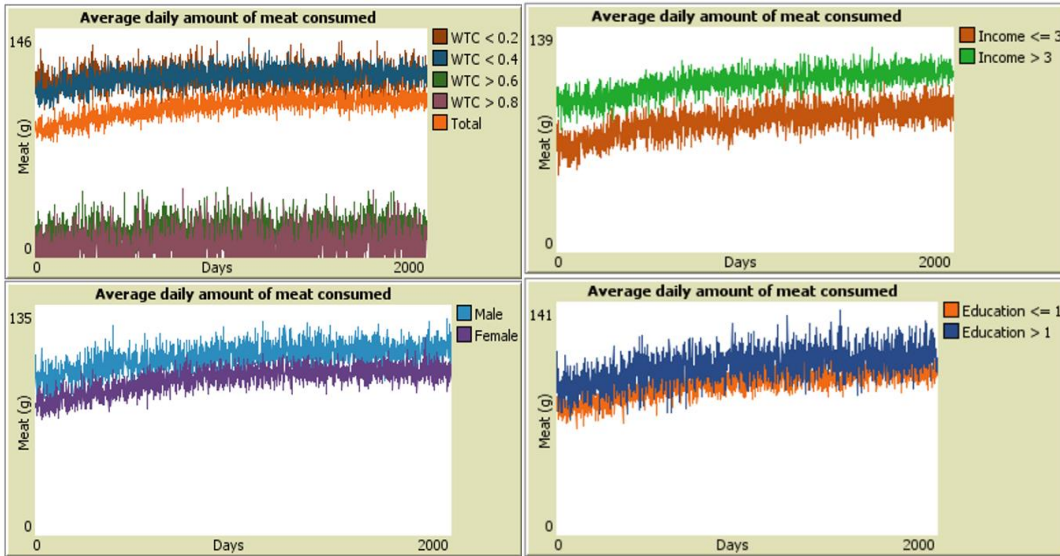 Average daily amount of meat consumed
146
Meat (g)
0
0
Days
2000
WTC < 0.2
WTC < 0.4
WTC > 0.6
WTC > 0.8
Total
Average daily amount of meat consumed
139
Meat (g)
0
0
Days
2000
Income <= 3
Income > 3
Average daily amount of meat consumed
135
Meat (g)
0
0
Days
2000
Male
Female
Average daily amount of meat consumed
141
Meat (g)
0
0
Days
2000
Education <= 1
Education > 1